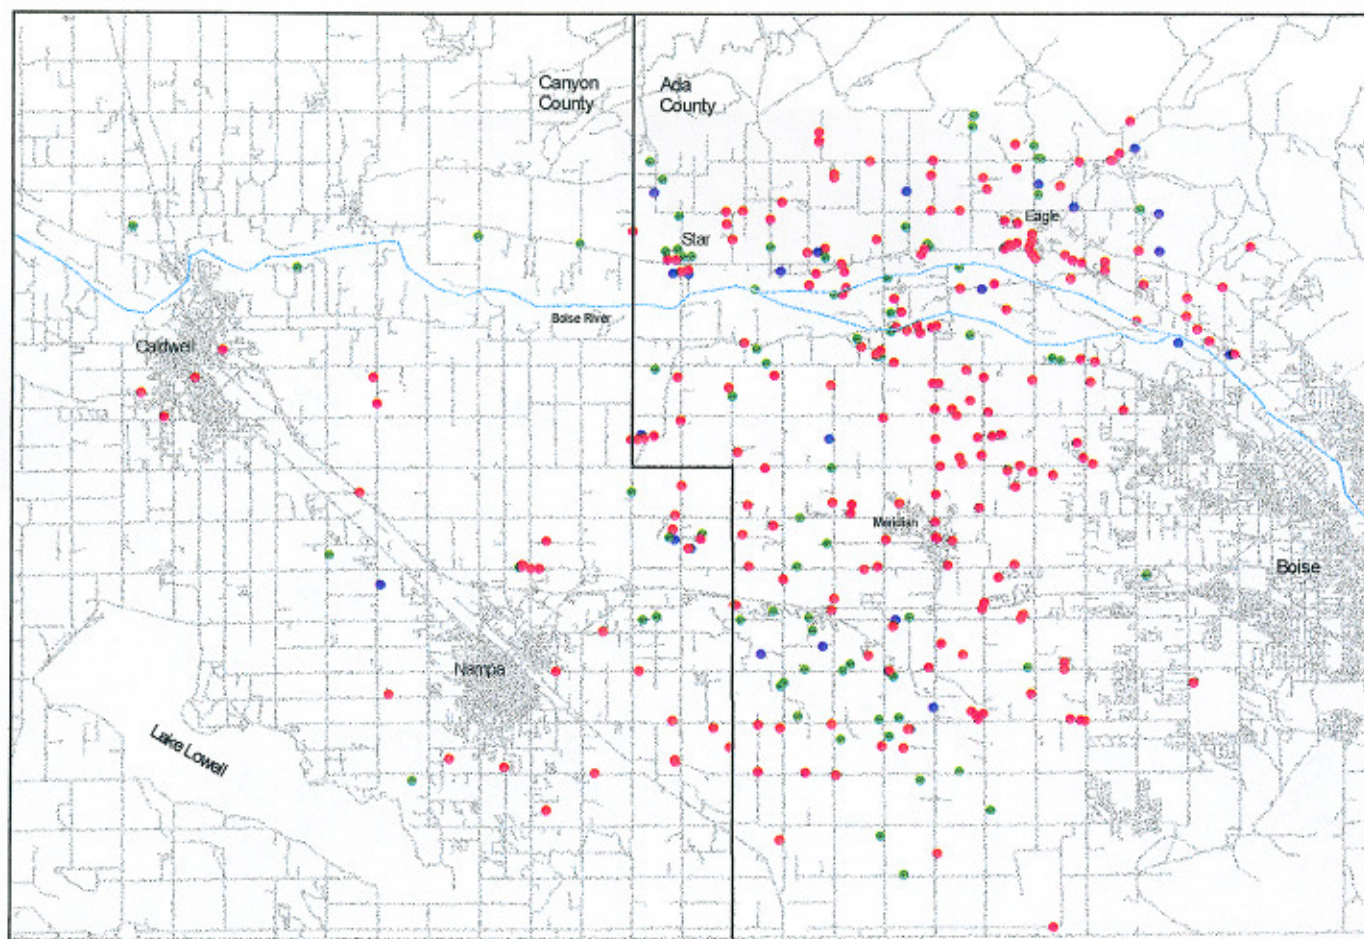 Canyon
County
Ada
County
Eagle
Star
Boise River
Caldwell
Meridian
Boise
Nampa
Lake Lowell